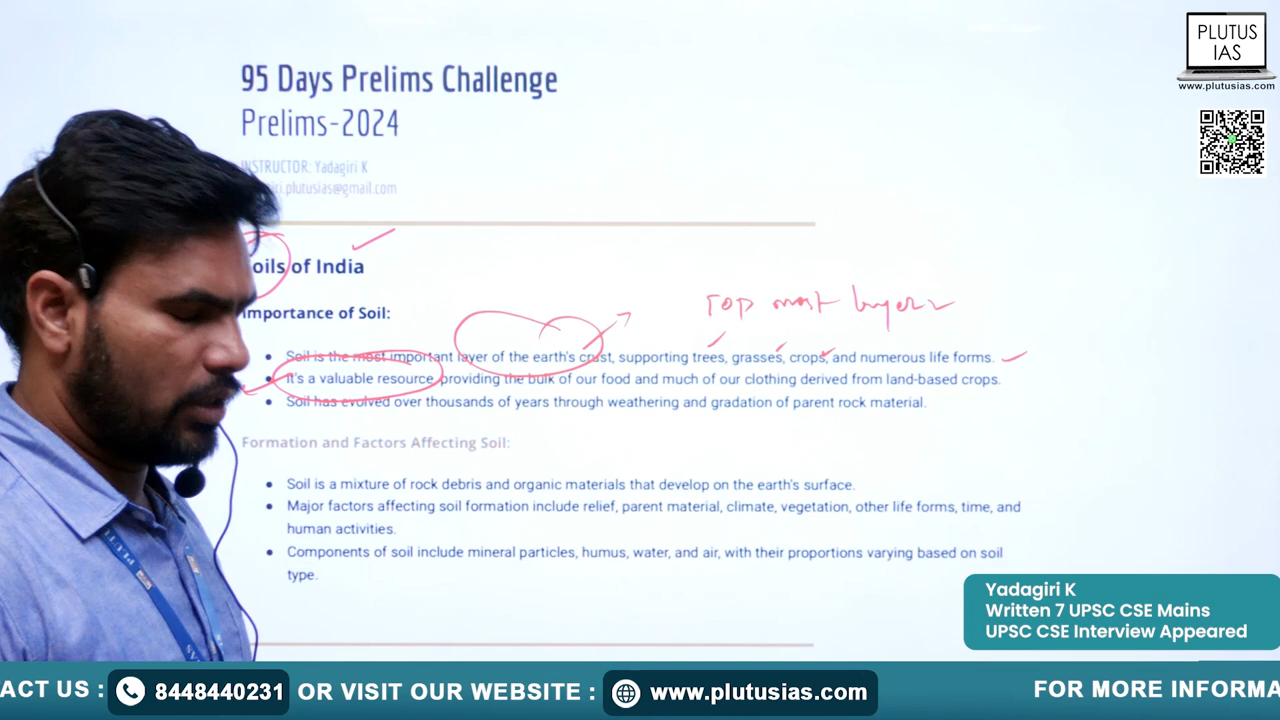 PLUTUS
IAS
www.plutusias.com
95 Days Prelims Challenge
Prelims-2024
INSTRUCTOR: Yadagiri K
iri.plutusias@gmail.com
oils of India
Importance of Soil:
Top most layer
• Soil is the most important layer of the earth's crust, supporting trees, grasses, crops, and numerous life forms.
• It's a valuable resource, providing the bulk of our food and much of our clothing derived from land-based crops.
• Soil has evolved over thousands of years through weathering and gradation of parent rock material.
Formation and Factors Affecting Soil:
• Soil is a mixture of rock debris and organic materials that develop on the earth's surface.
• Major factors affecting soil formation include relief, parent material, climate, vegetation, other life forms, time, and
human activities.
• Components of soil include mineral particles, humus, water, and air, with their proportions varying based on soil
type.
PLUTU
AS
Yadagiri K
Written 7 UPSC CSE Mains
UPSC CSE Interview Appeared
ACT US : 8448440231 OR VISIT OUR WEBSITE : www.plutusias.com FOR MORE INFORMA